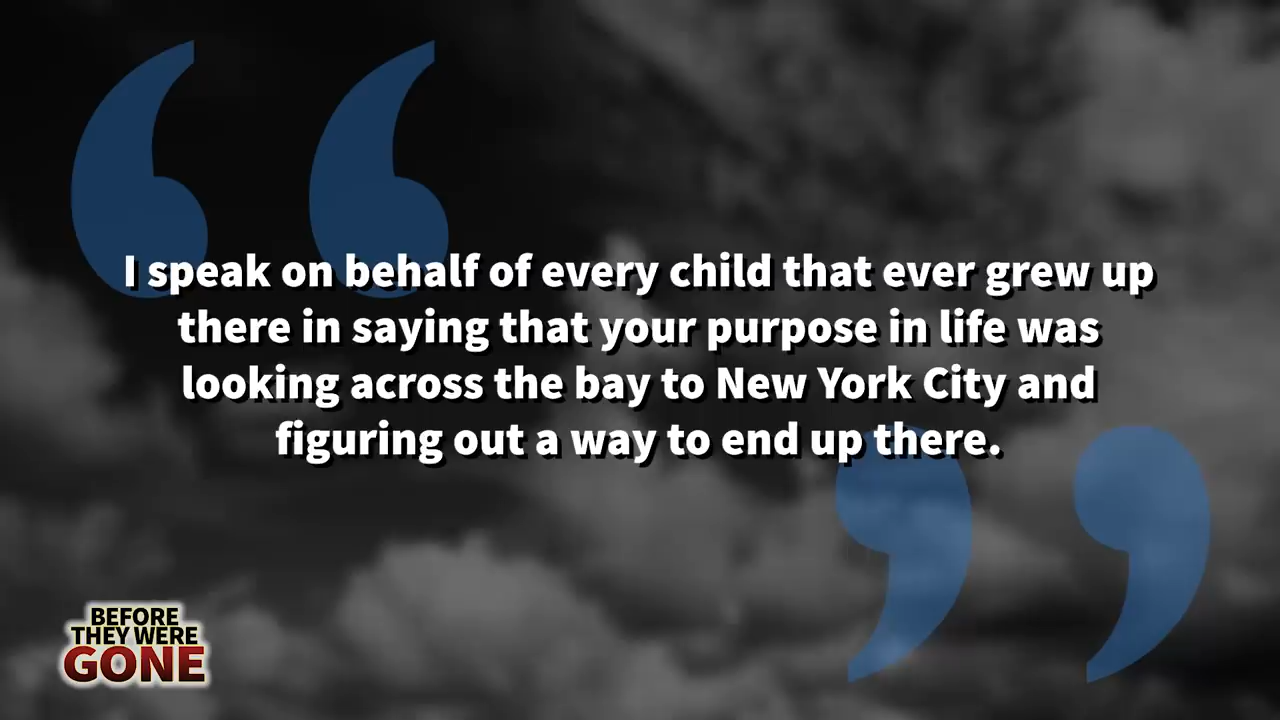 I speak on behalf of every child that ever grew up
there in saying that your purpose in life was
looking across the bay to New York City and
figuring out a way to end up there.
BEFORE
THEY WERE
GONE